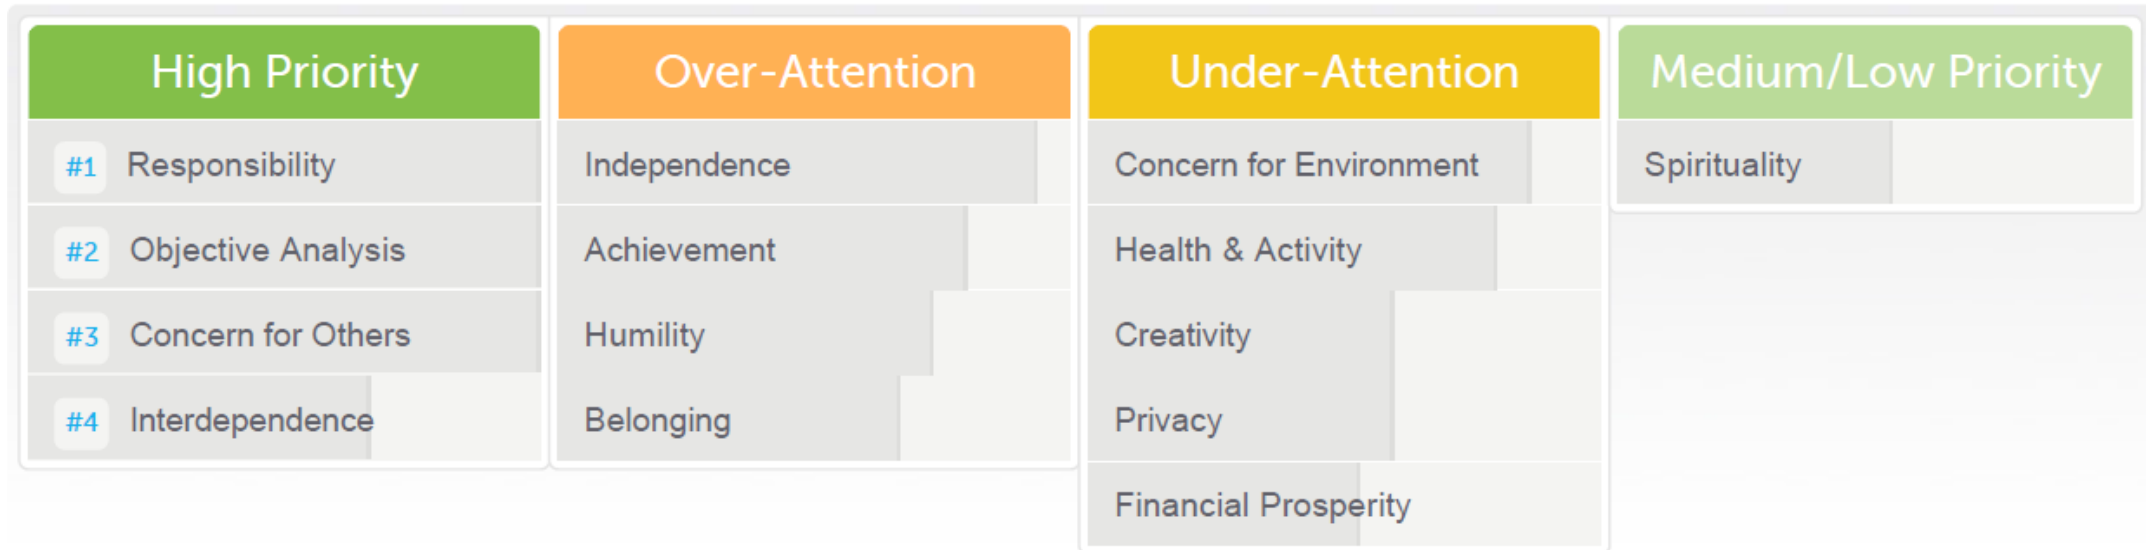 High Priority
#1 Responsibility
#2 Objective Analysis
#3 Concern for Others
#4 Interdependence
Over-Attention
Independence
Achievement
Humility
Belonging
Under-Attention
Concern for Environment
Health & Activity
Creativity
Privacy
Financial Prosperity
Medium/Low Priority
Spirituality